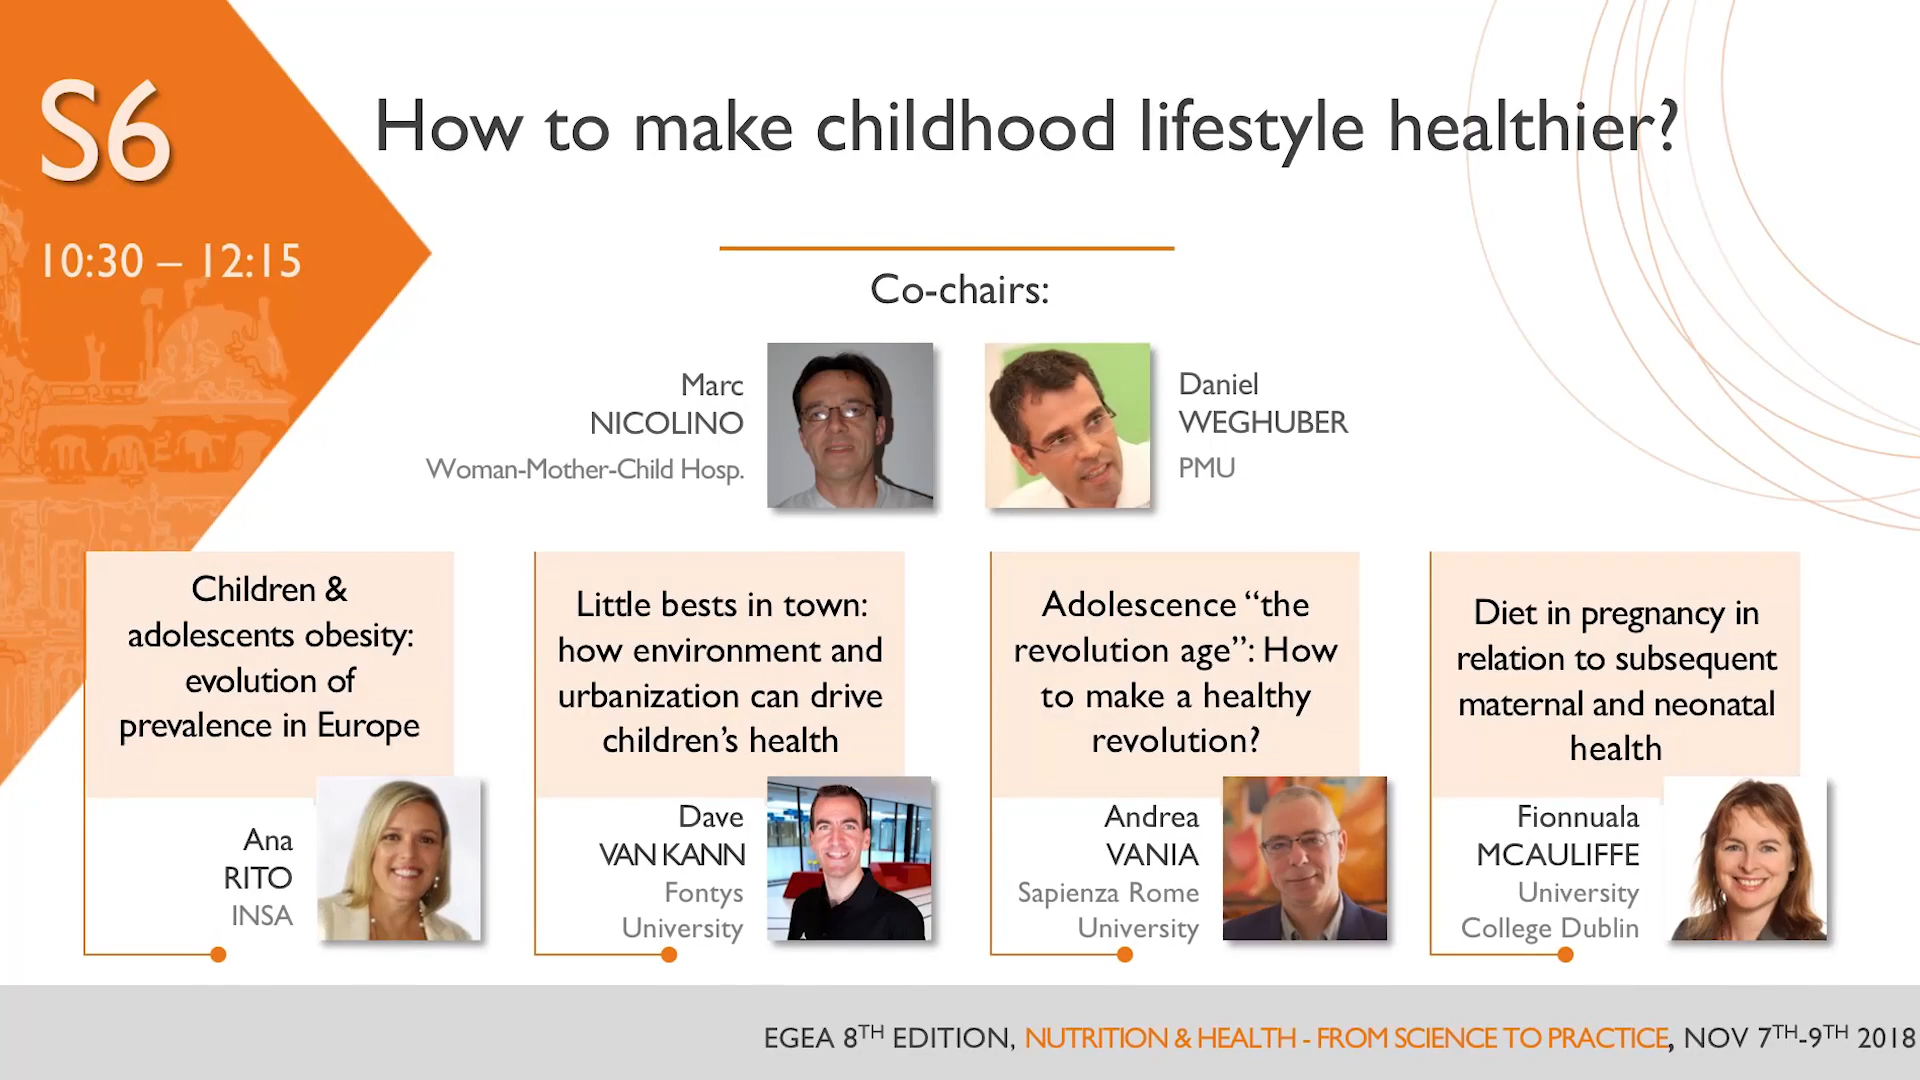 S6
10:30 – 12:15
How to make childhood lifestyle healthier?
Co-chairs:
Marc
NICOLINO
Woman-Mother-Child Hosp.
Daniel
WEGHUBER
PMU
Children &
adolescents obesity:
evolution of
prevalence in Europe
Ana
RITO
INSA
Little bests in town:
how environment and
urbanization can drive
children’s health
Dave
VAN KANN
Fontys
University
Adolescence “the
revolution age”: How
to make a healthy
revolution?
Andrea
VANIA
Sapienza Rome
University
Diet in pregnancy in
relation to subsequent
maternal and neonatal
health
Fionnuala
MCAULIFFE
University
College Dublin
EGEA 8TH EDITION, NUTRITION & HEALTH - FROM SCIENCE TO PRACTICE, NOV 7TH-9TH 2018